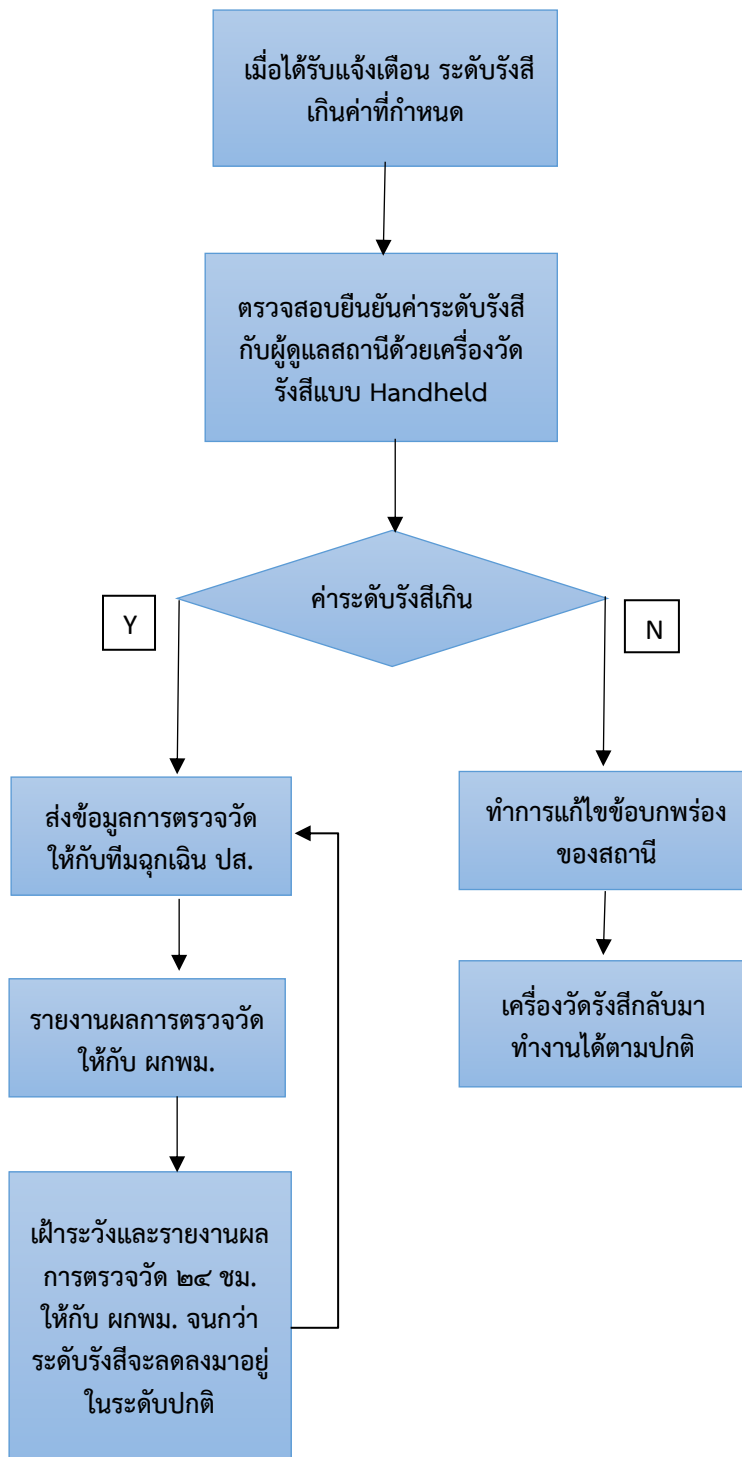 เมื่อได้รับแจ้งเตือน ระดับรังสี
เกินค่าที่กำหนด
ตรวจสอบยืนยันค่าระดับรังสี
กับผู้ดูแลสถานีด้วยเครื่องวัด
รังสีแบบ Handheld
ค่าระดับรังสีเกิน
Y
N
ส่งข้อมูลการตรวจวัด
ให้กับทีมฉุกเฉิน ปส.
ทำการแก้ไขข้อบกพร่อง
ของสถานี
รายงานผลการตรวจวัด
ให้กับ ผกพม.
เครื่องวัดรังสีกลับมา
ทำงานได้ตามปกติ
เฝ้าระวังและรายงานผล
การตรวจวัด ๒๔ ชม.
ให้กับ ผกพม. จนกว่า
ระดับรังสีจะลดลงมาอยู่
ในระดับปกติ